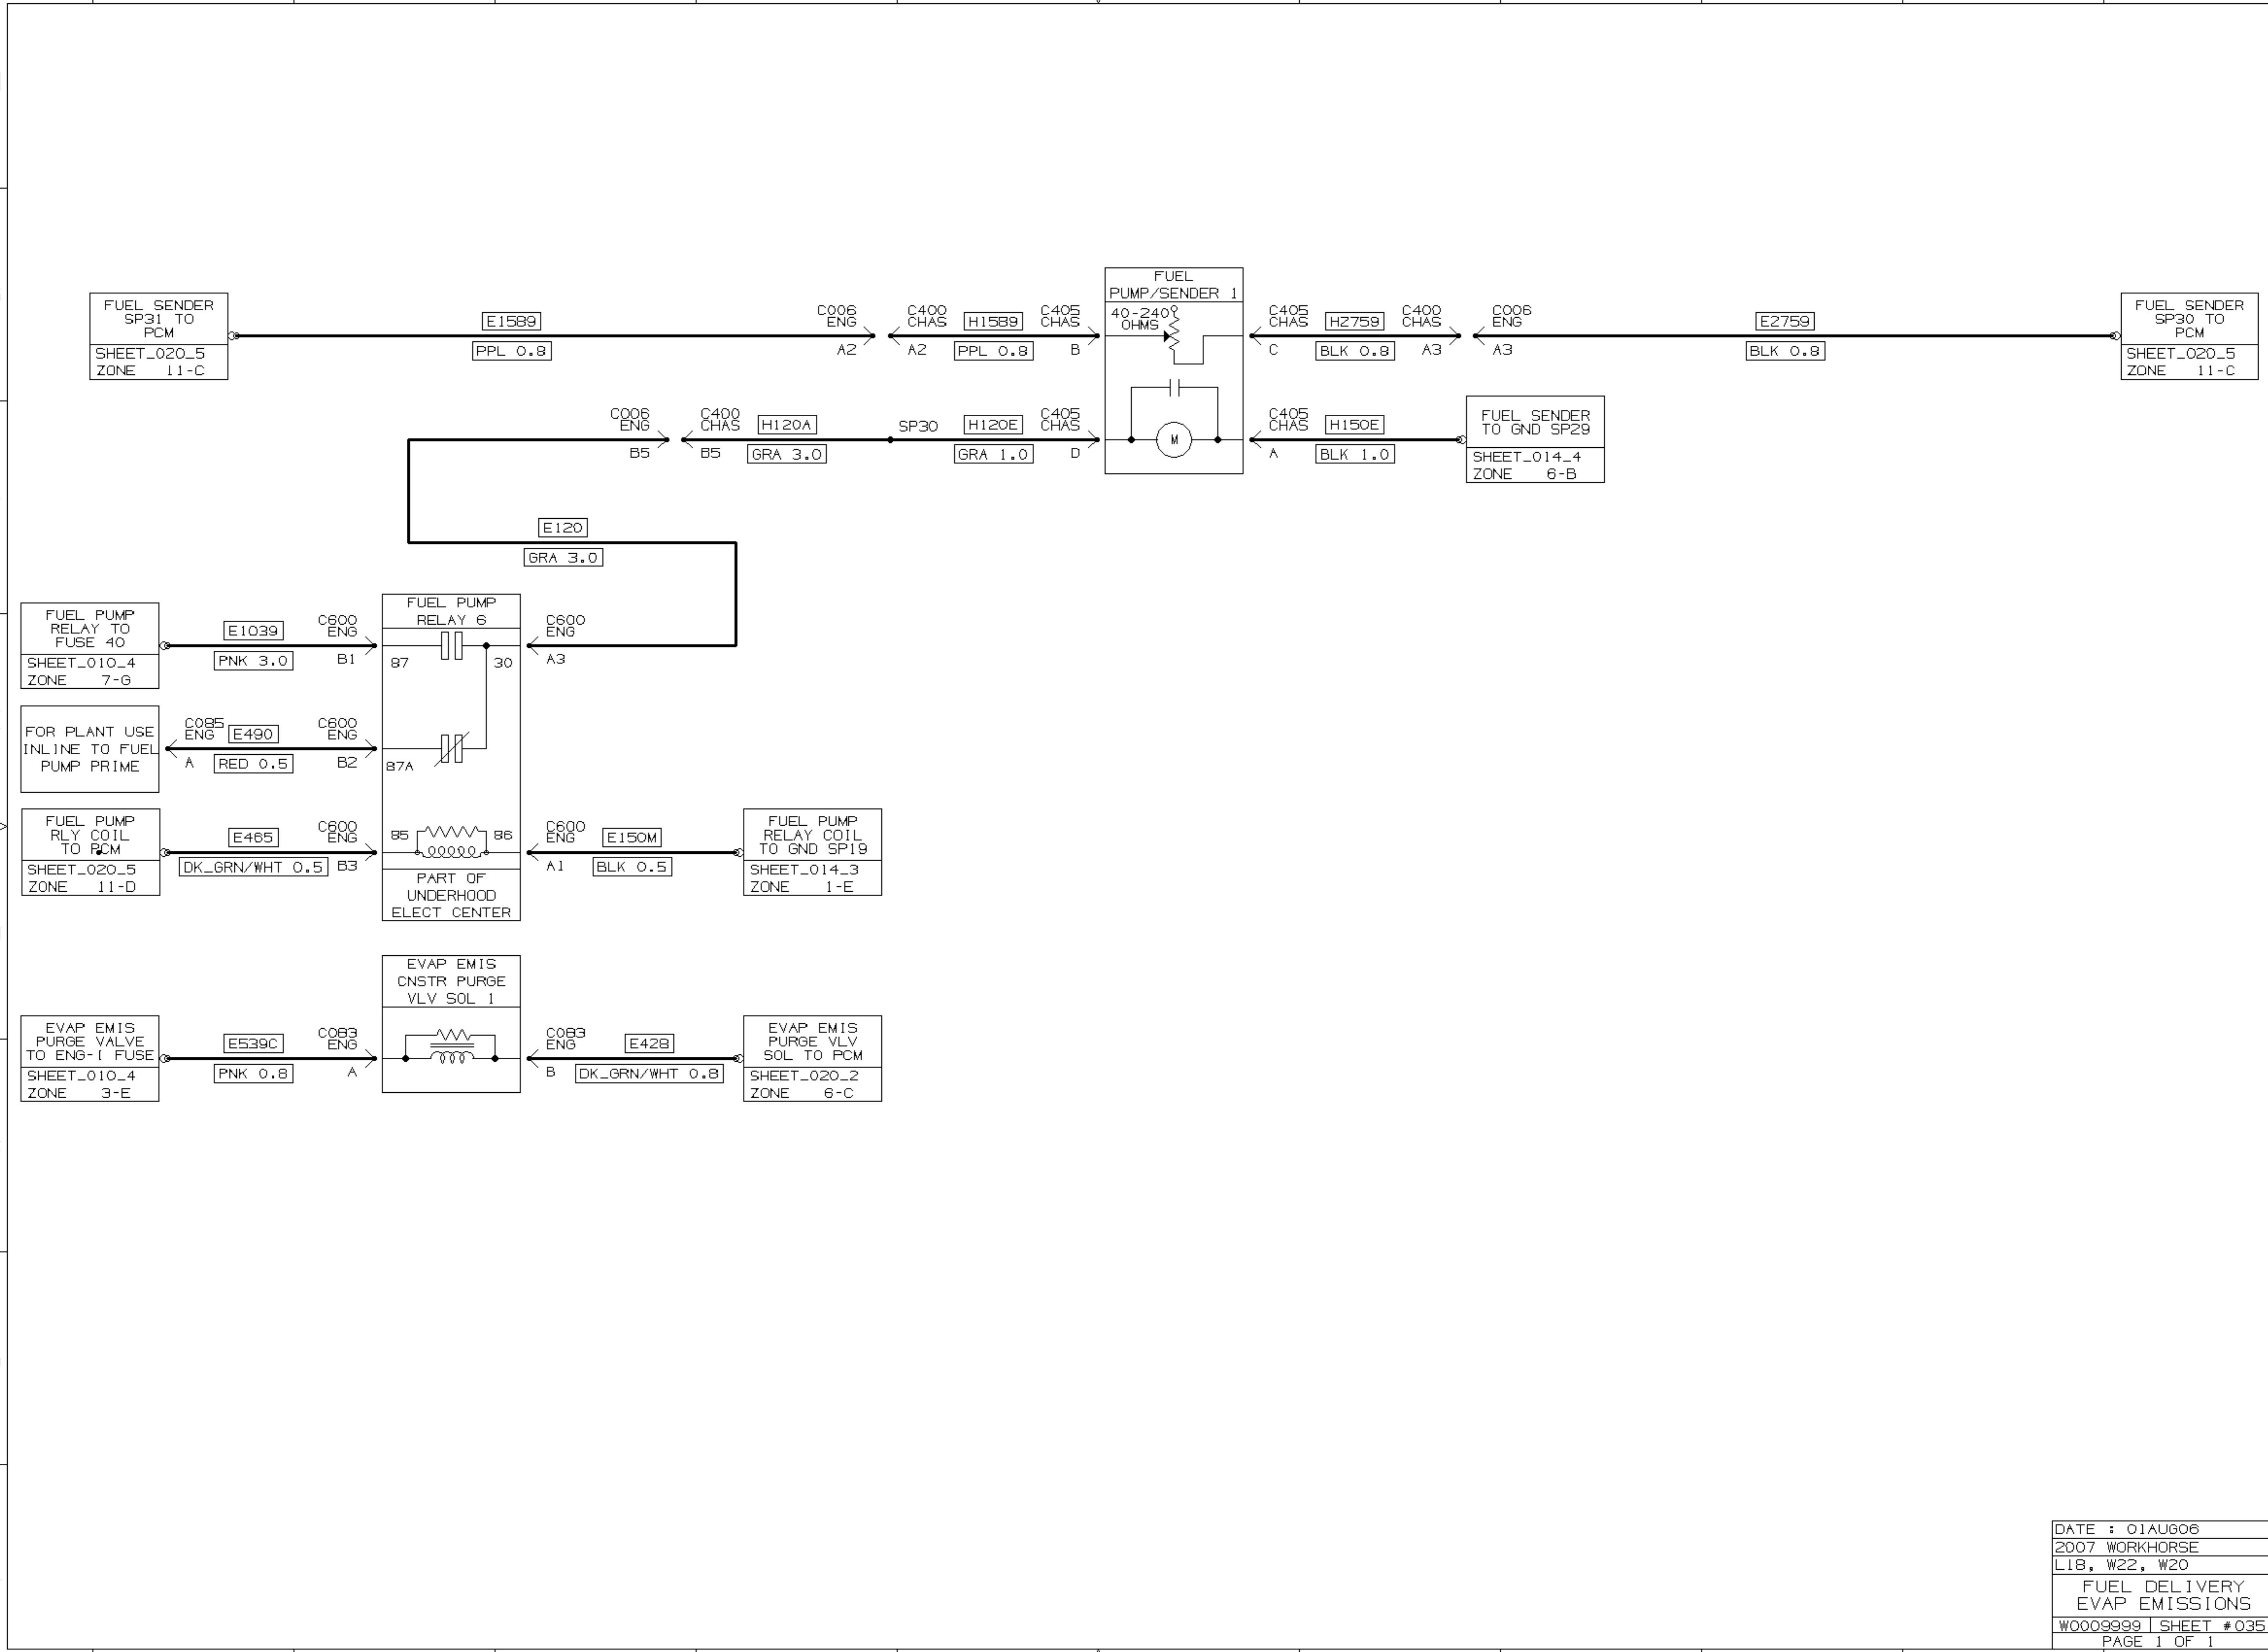 FUEL SENDER
SP31 TO
PCM
SHEET_020_5
ZONE 11-C
E1589
PPL 0.8
C006
ENG
A2
C400
CHAS
A2
H1589
PPL 0.8
C405
CHAS
B
FUEL
PUMP/SENDER 1
40-240
OHMS
M
C405
CHAS
C
H2759
BLK 0.8
C400
CHAS
A3
C006
ENG
A3
E2759
BLK 0.8
FUEL SENDER
SP30 TO
PCM
SHEET_020_5
ZONE 11-C
C006
ENG
B5
C400
CHAS
B5
H120A
GRA 3.0
SP30
H120E
GRA 1.0
C405
CHAS
D
C405
CHAS
A
H150E
BLK 1.0
FUEL SENDER
TO GND SP29
SHEET_014_4
ZONE 6-B
E120
GRA 3.0
FUEL PUMP
RELAY TO
FUSE 40
SHEET_010_4
ZONE 7-G
E1039
PNK 3.0
C600
ENG
B1
FUEL PUMP
RELAY 6
87
30
C600
ENG
A3
FOR PLANT USE
INLINE TO FUEL
PUMP PRIME
C085
ENG
A
E490
RED 0.5
C600
ENG
B2
87A
FUEL PUMP
RLY COIL
TO PCM
SHEET_020_5
ZONE 11-D
E465
DK_GRN/WHT 0.5
C600
ENG
B3
85
86
PART OF
UNDERHOOD
ELECT CENTER
C600
ENG
A1
E150M
BLK 0.5
FUEL PUMP
RELAY COIL
TO GND SP19
SHEET_014_3
ZONE 1-E
EVAP EMIS
CNSTR PURGE
VLV SOL 1
EVAP EMIS
PURGE VALVE
TO ENG-I FUSE
SHEET_010_4
ZONE 3-E
E539C
PNK 0.8
C083
ENG
A
C083
ENG
B
E428
DK_GRN/WHT 0.8
EVAP EMIS
PURGE VLV
SOL TO PCM
SHEET_020_2
ZONE 6-C
DATE : 01AUG06
2007 WORKHORSE
L18, W22, W20
FUEL DELIVERY
EVAP EMISSIONS
W0009999 SHEET #035
PAGE 1 OF 1